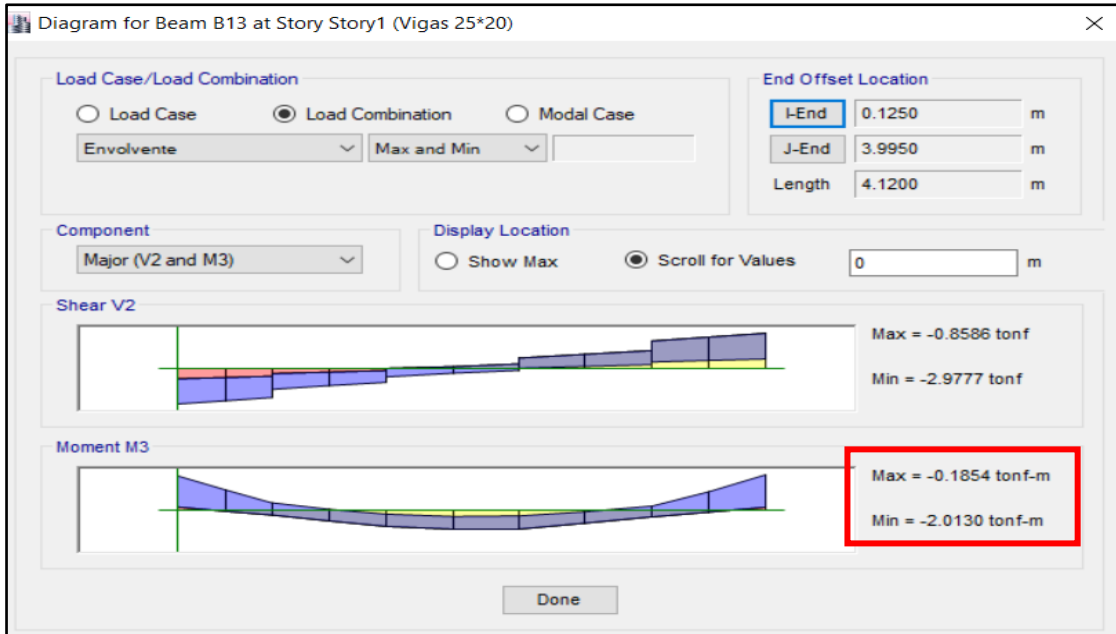 Diagram for Beam B13 at Story Story1 (Vigas 25*20)
Load Case/Load Combination
Load Case
Load Combination
Modal Case
Envolvente
Max and Min
End Offset Location
I-End
0.1250
m
J-End
3.9950
m
Length
4.1200
m
Component
Major (V2 and M3)
Display Location
Show Max
Scroll for Values
0
m
Shear V2
Max = -0.8586 tonf
Min = -2.9777 tonf
Moment M3
Max = -0.1854 tonf-m
Min = -2.0130 tonf-m
Done